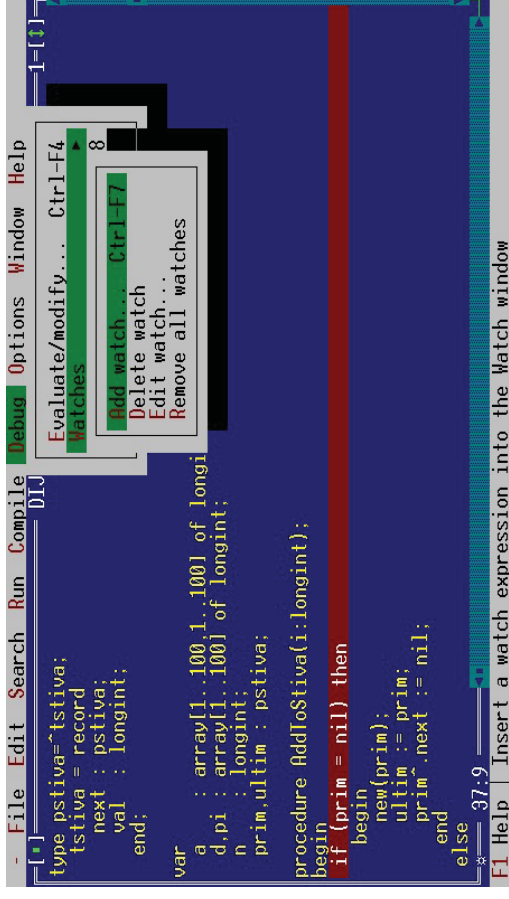 - File Edit Search Run Compile Debug Options Window Help
[■] DIJ 1=[↕]
Evaluate/modify... Ctrl-F4
Watches ►
8
Add watch... Ctrl-F7
Delete watch
Edit watch...
Remove all watches
type pstiva=^tstiva;
tstiva = record
next : pstiva;
val : longint;
end;
var
a : array[1..100,1..100] of longi
d,pi : array[1..100] of longint;
n : longint;
prim,ultim : pstiva;
procedure AddToStiva(i:longint);
begin
if (prim = nil) then
begin
new(prim);
ultim := prim;
prim^.next := nil;
end
else
37:9
F1 Help | Insert a watch expression into the Watch window